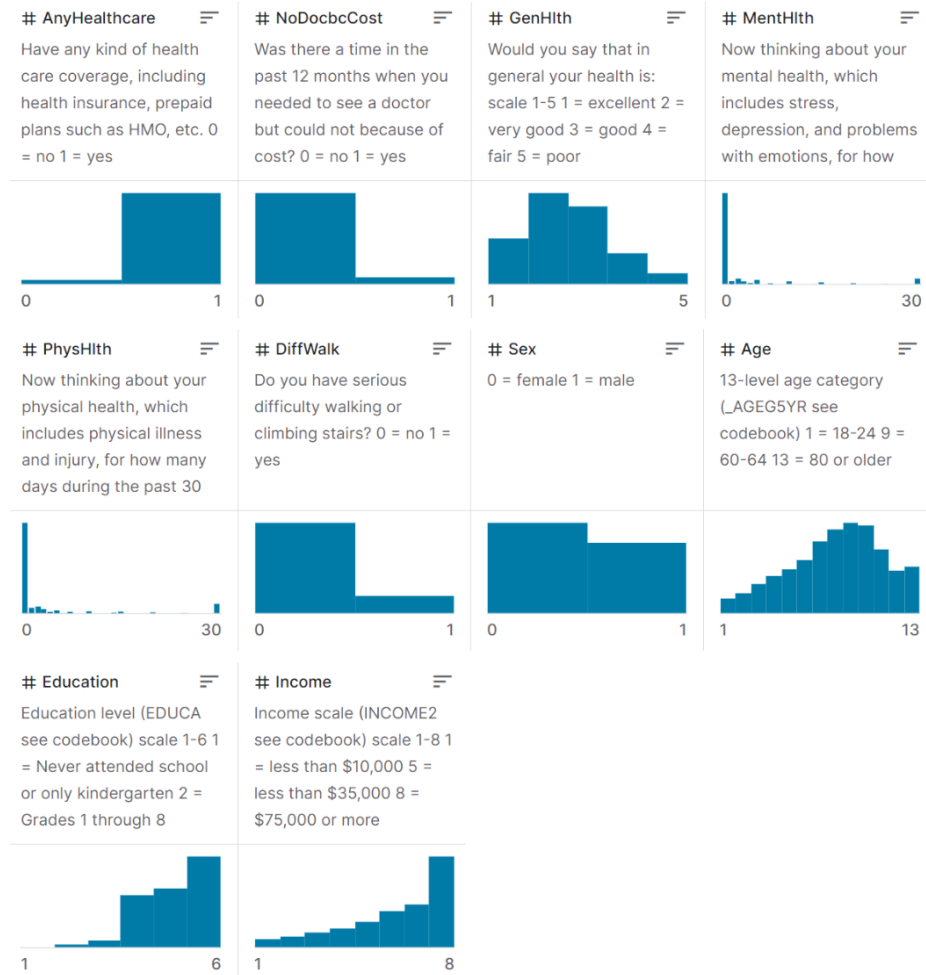 # AnyHealthcare
Have any kind of health
care coverage, including
health insurance, prepaid
plans such as HMO, etc. 0
= no 1 = yes
0 1
# NoDocbcCost
Was there a time in the
past 12 months when you
needed to see a doctor
but could not because of
cost? 0 = no 1 = yes
0 1
# GenHlth
Would you say that in
general your health is:
scale 1-5 1 = excellent 2 =
very good 3 = good 4 =
fair 5 = poor
1 5
# MentHlth
Now thinking about your
mental health, which
includes stress,
depression, and problems
with emotions, for how
0 30
# PhysHlth
Now thinking about your
physical health, which
includes physical illness
and injury, for how many
days during the past 30
0 30
# DiffWalk
Do you have serious
difficulty walking or
climbing stairs? 0 = no 1 =
yes
0 1
# Sex
0 = female 1 = male
0 1
# Age
13-level age category
(_AGEG5YR see
codebook) 1 = 18-24 9 =
60-64 13 = 80 or older
1 13
# Education
Education level (EDUCA
see codebook) scale 1-6 1
= Never attended school
or only kindergarten 2 =
Grades 1 through 8
1 6
# Income
Income scale (INCOME2
see codebook) scale 1-8 1
= less than $10,000 5 =
less than $35,000 8 =
$75,000 or more
1 8